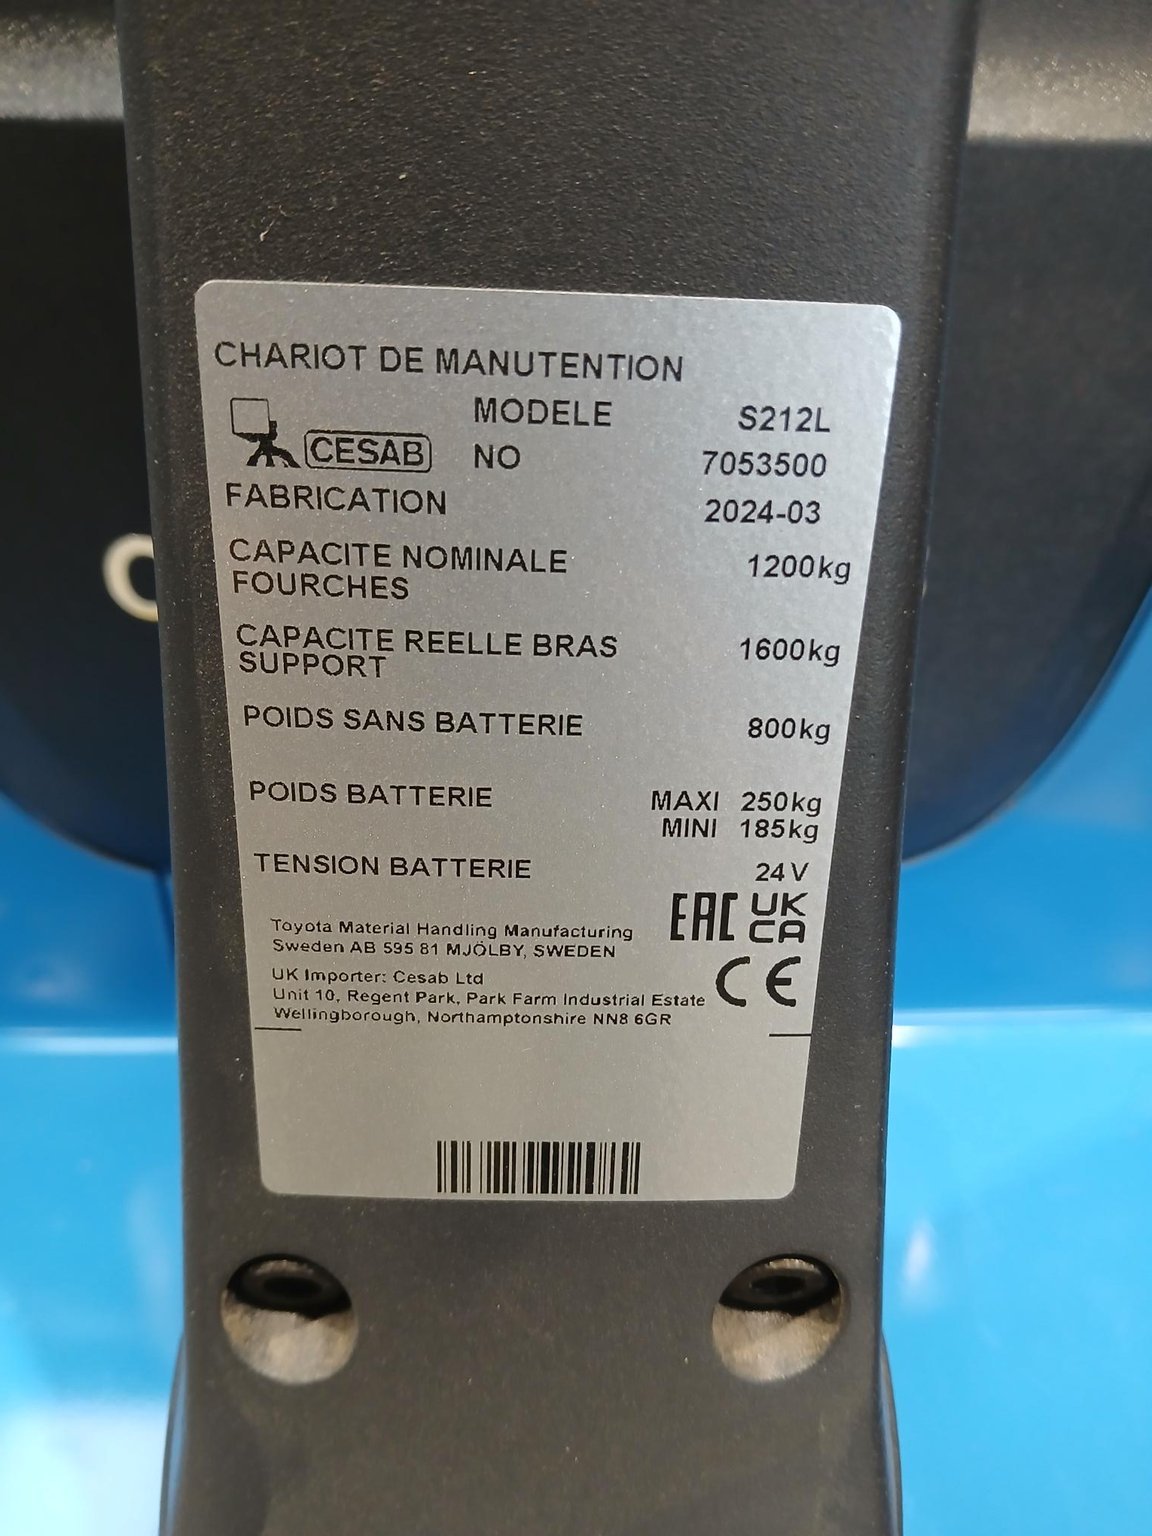 CHARIOT DE MANUTENTION
CESAB
MODELE S212L
NO 7053500
FABRICATION 2024-03
CAPACITE NOMINALE
FOURCHES 1200kg
CAPACITE REELLE BRAS
SUPPORT 1600kg
POIDS SANS BATTERIE 800kg
POIDS BATTERIE MAXI 250kg
MINI 185kg
TENSION BATTERIE 24V
EAC UK
CA
Toyota Material Handling Manufacturing
Sweden AB 595 81 MJÖLBY, SWEDEN
CE
UK Importer: Cesab Ltd
Unit 10, Regent Park, Park Farm Industrial Estate
Wellingborough, Northamptonshire NN8 6GR